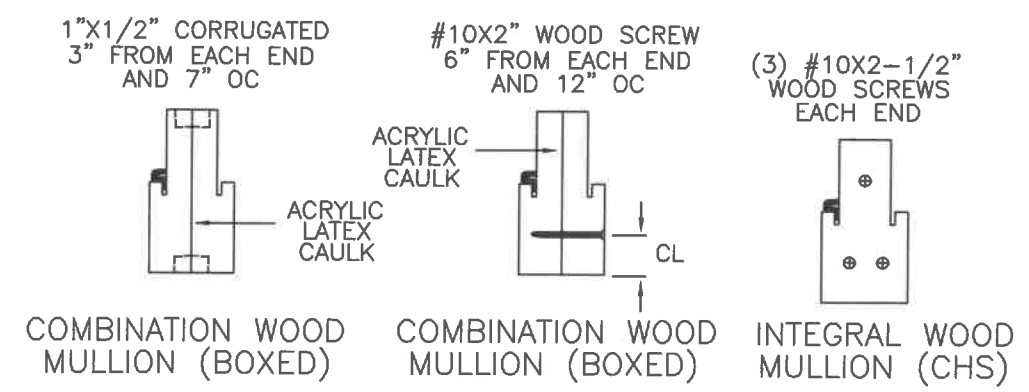 1”X1/2” CORRUGATED
3” FROM EACH END
AND 7” OC
ACRYLIC
LATEX
CAULK
COMBINATION WOOD
MULLION (BOXED)
#10X2” WOOD SCREW
6” FROM EACH END
AND 12” OC
ACRYLIC
LATEX
CAULK
CL
COMBINATION WOOD
MULLION (BOXED)
(3) #10X2–1/2”
WOOD SCREWS
EACH END
INTEGRAL WOOD
MULLION (CHS)